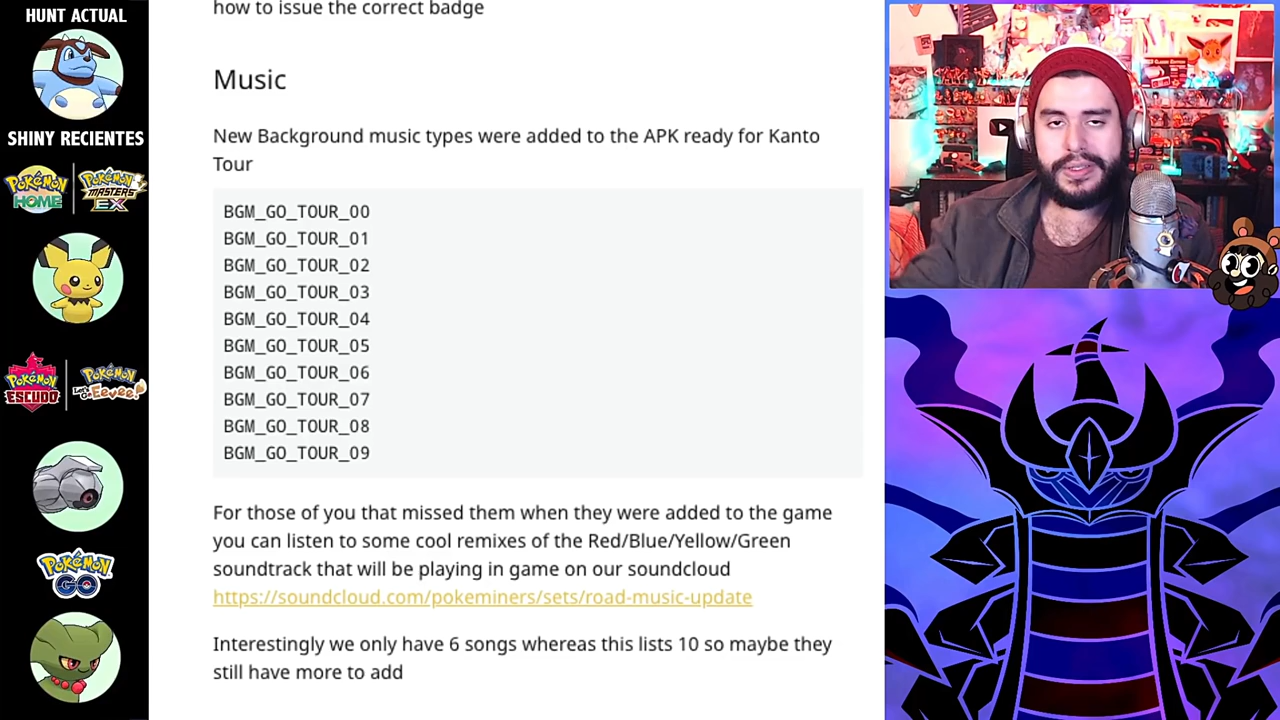 HUNT ACTUAL
SHINY RECIENTES
Pokémon
HOME
Pokémon
MASTERS
EX
Pokémon
ESCUDO
Pokémon
Let's Go
Eevee!
Pokémon
GO
how to issue the correct badge
Music
New Background music types were added to the APK ready for Kanto
Tour
BGM_GO_TOUR_00
BGM_GO_TOUR_01
BGM_GO_TOUR_02
BGM_GO_TOUR_03
BGM_GO_TOUR_04
BGM_GO_TOUR_05
BGM_GO_TOUR_06
BGM_GO_TOUR_07
BGM_GO_TOUR_08
BGM_GO_TOUR_09
For those of you that missed them when they were added to the game
you can listen to some cool remixes of the Red/Blue/Yellow/Green
soundtrack that will be playing in game on our soundcloud
https://soundcloud.com/pokeminers/sets/road-music-update
Interestingly we only have 6 songs whereas this lists 10 so maybe they
still have more to add